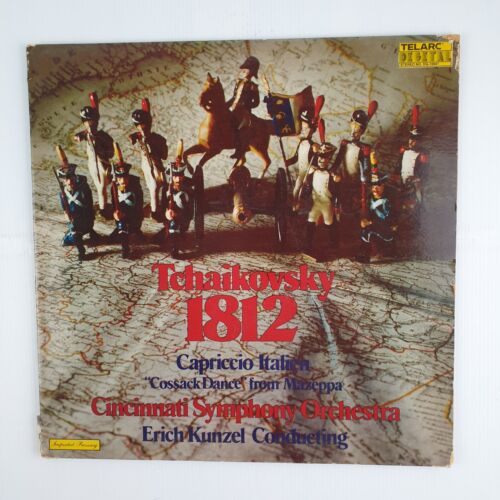 TELARC
DIGITAL
Tchaikovsky
1812
Capriccio Italien
"Cossack Dance" from Mazeppa
Cincinnati Symphony Orchestra
Erich Kunzel Conducting